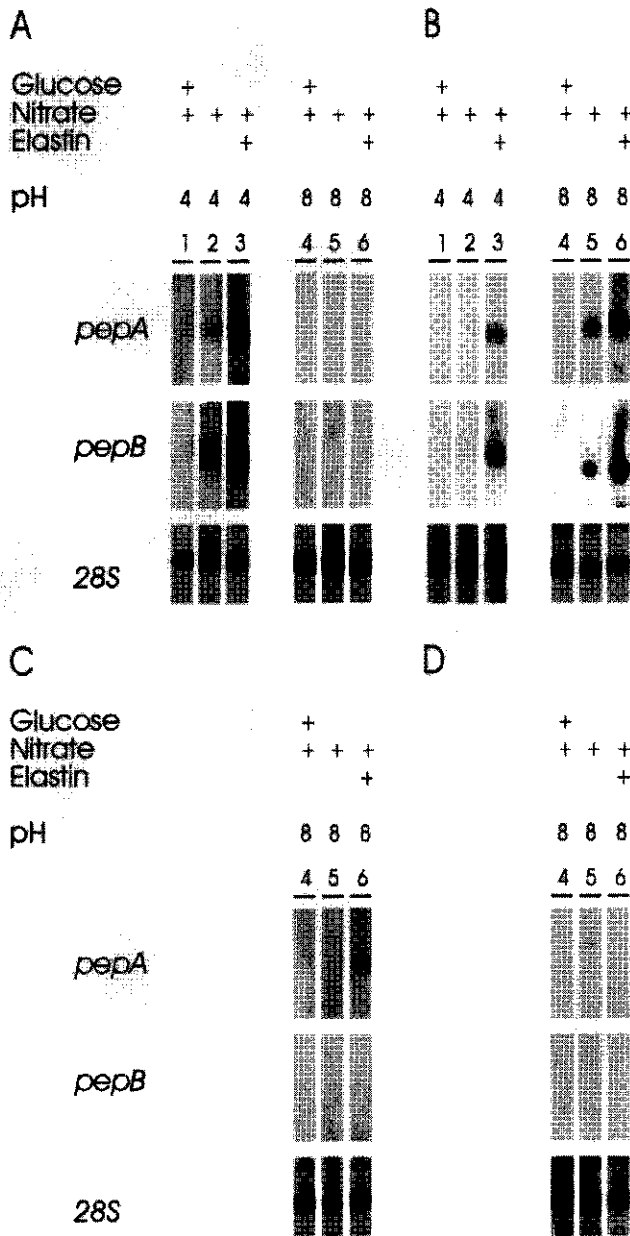 A B
Glucose + + + +
Nitrate + + + + + + + + + + + +
Elastin + + + +
pH 4 4 4 8 8 8 4 4 4 8 8 8
1 2 3 4 5 6 1 2 3 4 5 6
pepA
pepB
28S
C D
Glucose + +
Nitrate + + + + + +
Elastin + +
pH 8 8 8 8 8 8
4 5 6 4 5 6
pepA
pepB
28S